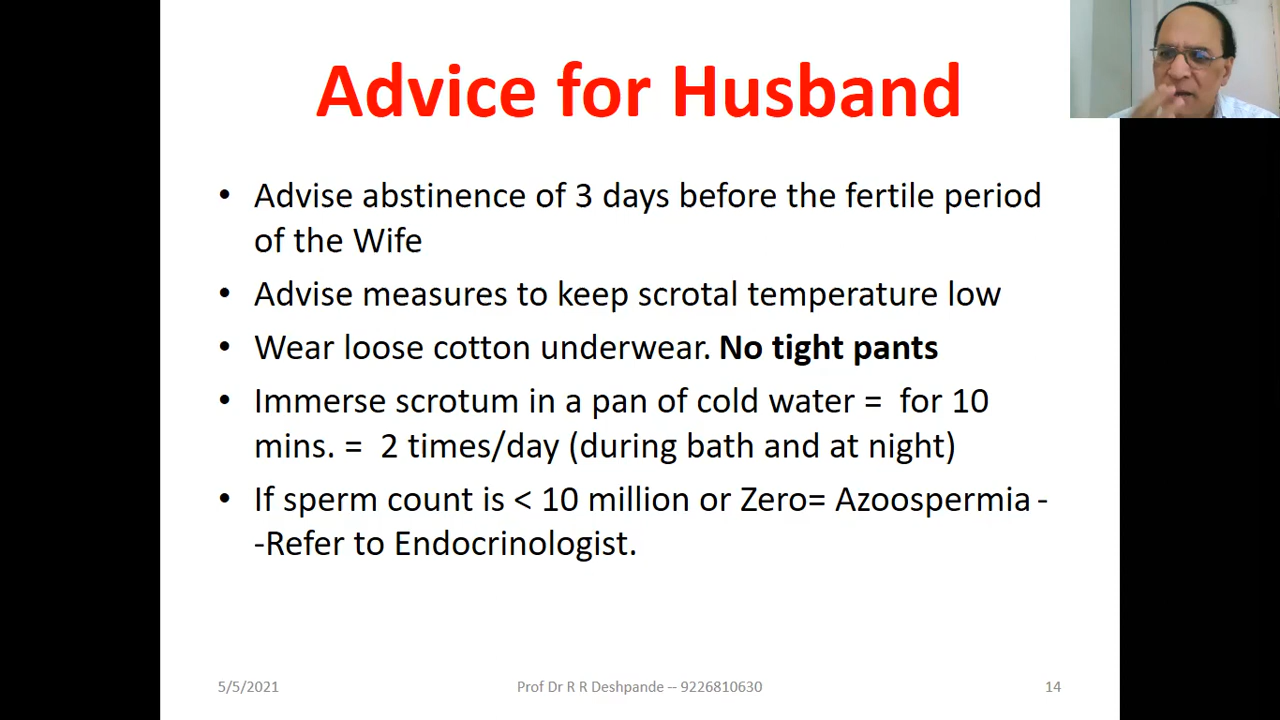 Advice for Husband
• Advise abstinence of 3 days before the fertile period
of the Wife
• Advise measures to keep scrotal temperature low
• Wear loose cotton underwear. No tight pants
• Immerse scrotum in a pan of cold water =  for 10
mins. =  2 times/day (during bath and at night)
• If sperm count is < 10 million or Zero= Azoospermia -
-Refer to Endocrinologist.
5/5/2021
Prof Dr R R Deshpande -- 9226810630
14